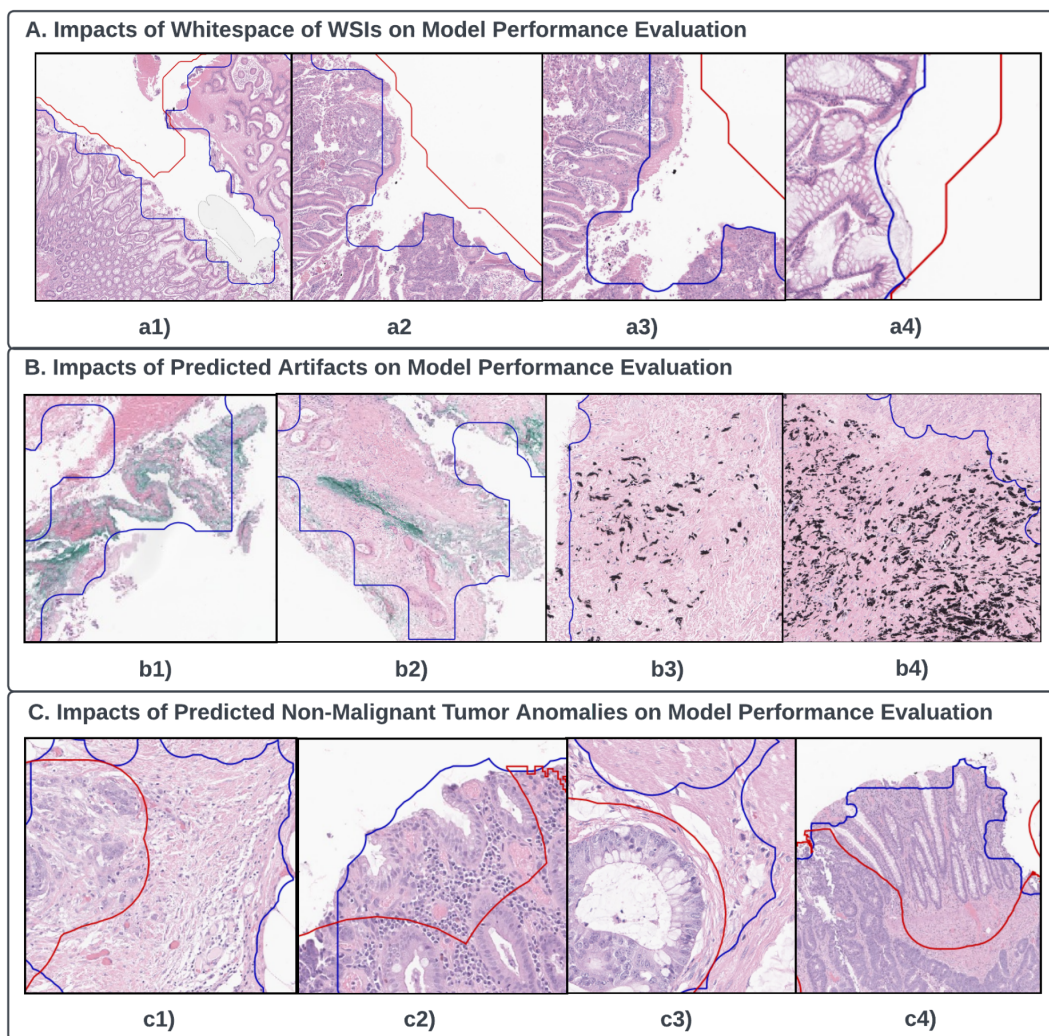 A. Impacts of Whitespace of WSIs on Model Performance Evaluation
a1)
a2
a3)
a4)
B. Impacts of Predicted Artifacts on Model Performance Evaluation
b1)
b2)
b3)
b4)
C. Impacts of Predicted Non-Malignant Tumor Anomalies on Model Performance Evaluation
c1)
c2)
c3)
c4)